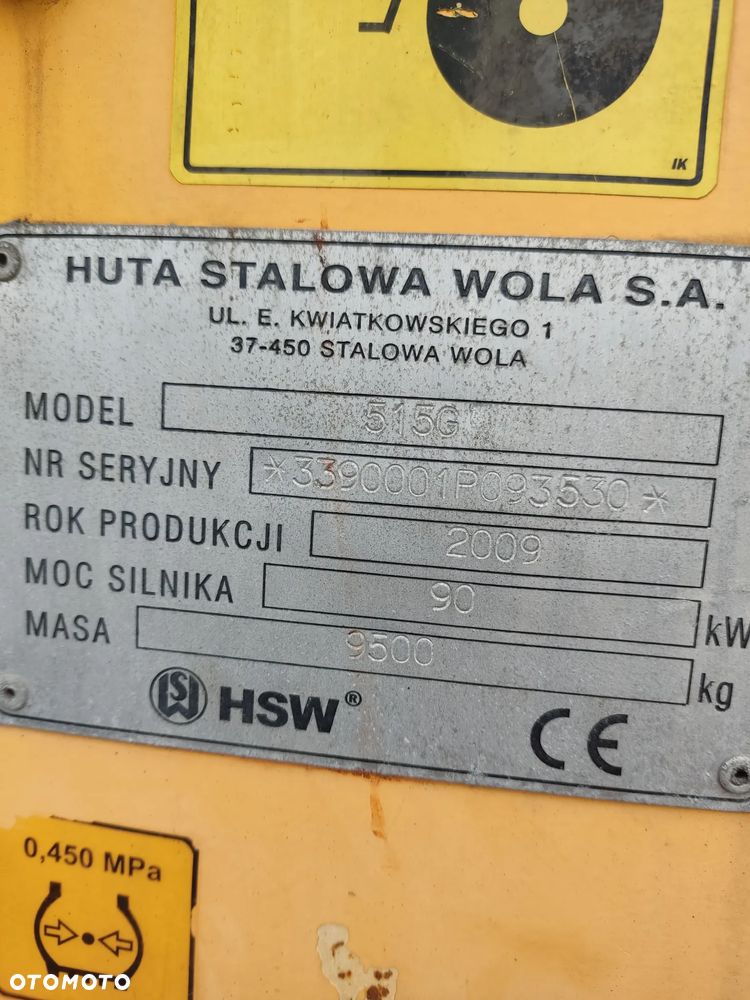 IK
HUTA STALOWA WOLA S.A.
UL. E. KWIATKOWSKIEGO 1
37-450 STALOWA WOLA
MODEL 515G
NR SERYJNY *3390001P093530*
ROK PRODUKCJI 2009
MOC SILNIKA 90 kW
MASA 9500 kg
HSW® CE
0,450 MPa
OTOMOTO